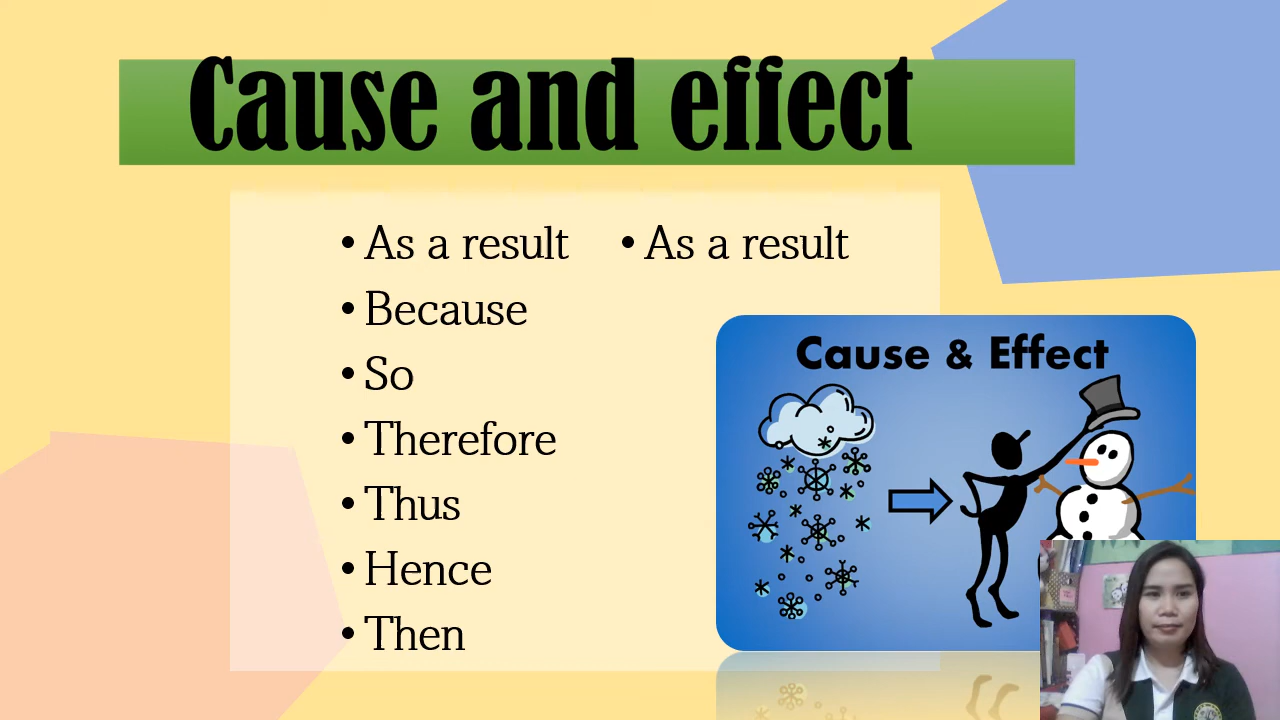 Cause and effect
• As a result
• Because
• So
• Therefore
• Thus
• Hence
• Then
• As a result
Cause & Effect